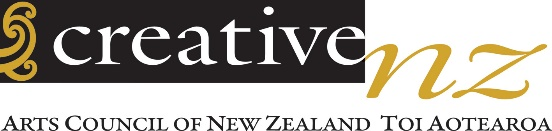 creative nz
ARTS COUNCIL OF NEW ZEALAND TOI AOTEAROA